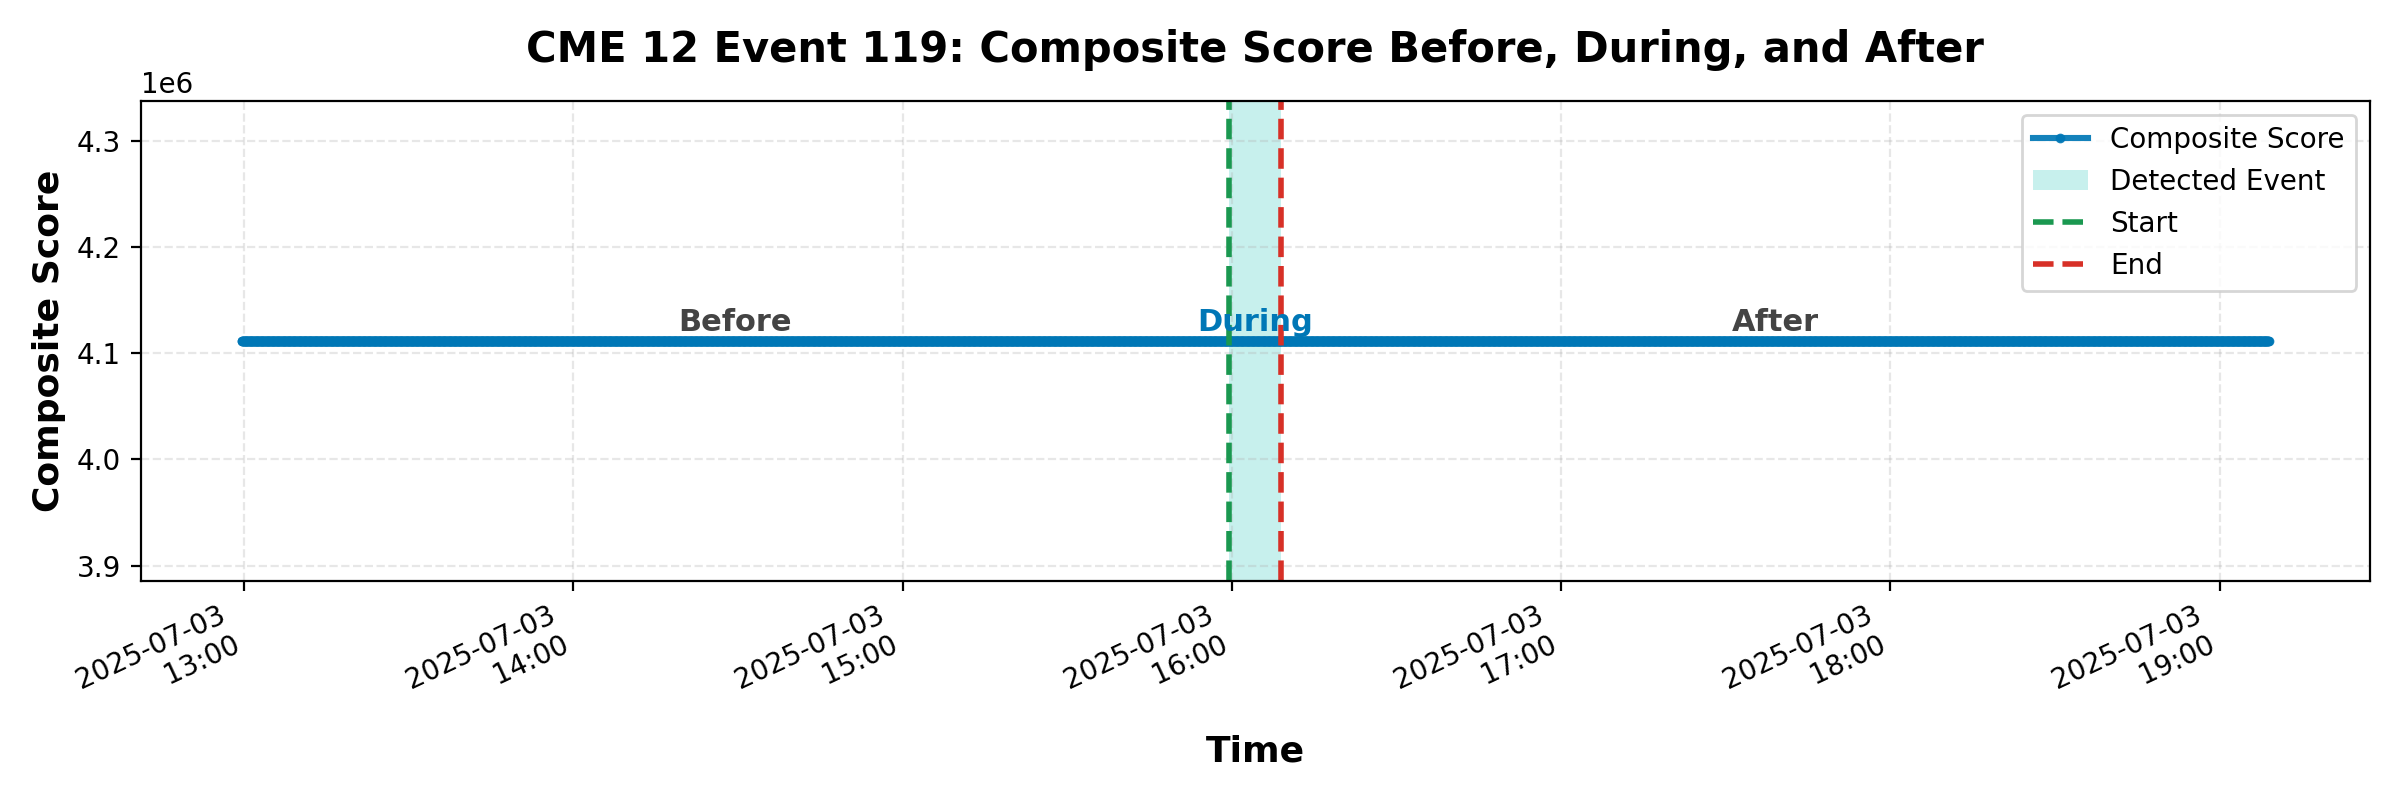 CME 12 Event 119: Composite Score Before, During, and After
1e6
4.3
4.2
4.1
4.0
3.9
Composite Score
Before
During
After
Composite Score
Detected Event
Start
End
2025-07-03
13:00
2025-07-03
14:00
2025-07-03
15:00
2025-07-03
16:00
2025-07-03
17:00
2025-07-03
18:00
2025-07-03
19:00
Time